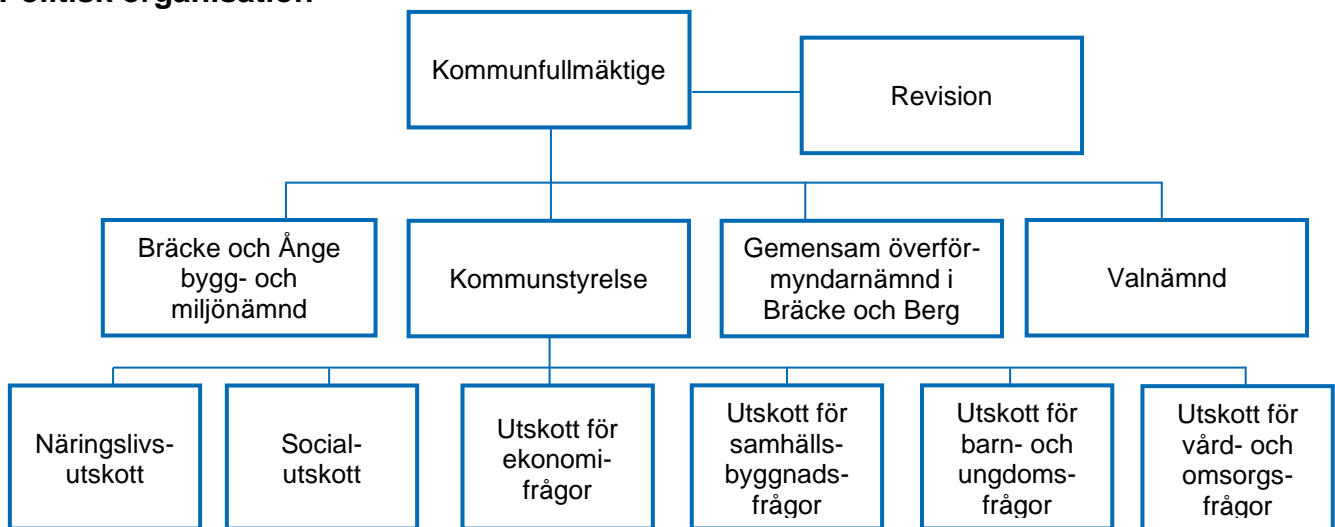 Politisk organisation
Kommunfullmäktige
Revision
Bräcke och Ånge
bygg- och
miljönämnd
Kommunstyrelse
Gemensam överför-
myndarnämnd i
Bräcke och Berg
Valnämnd
Näringslivs-
utskott
Social-
utskott
Utskott för
ekonomi-
frågor
Utskott för
samhälls-
byggnads-
frågor
Utskott för
barn- och
ungdoms-
frågor
Utskott för
vård- och
omsorgs-
frågor